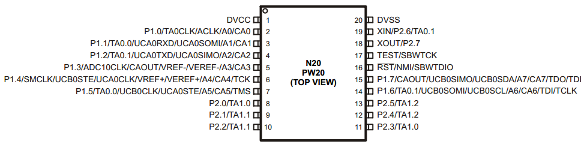 DVCC 1
P1.0/TA0CLK/ACLK/A0/CA0 2
P1.1/TA0.0/UCA0RXD/UCA0SOMI/A1/CA1 3
P1.2/TA0.1/UCA0TXD/UCA0SIMO/A2/CA2 4
P1.3/ADC10CLK/CAOUT/VREF-/VEREF-/A3/CA3 5
P1.4/SMCLK/UCB0STE/UCA0CLK/VREF+/VEREF+/A4/CA4/TCK 6
P1.5/TA0.0/UCB0CLK/UCA0STE/A5/CA5/TMS 7
P2.0/TA1.0 8
P2.1/TA1.1 9
P2.2/TA1.1 10
N20
PW20
(TOP VIEW)
20 DVSS
19 XIN/P2.6/TA0.1
18 XOUT/P2.7
17 TEST/SBWTCK
16 RST/NMI/SBWTDIO
15 P1.7/CAOUT/UCB0SIMO/UCB0SDA/A7/CA7/TDO/TDI
14 P1.6/TA0.1/UCB0SOMI/UCB0SCL/A6/CA6/TDI/TCLK
13 P2.5/TA1.2
12 P2.4/TA1.2
11 P2.3/TA1.0